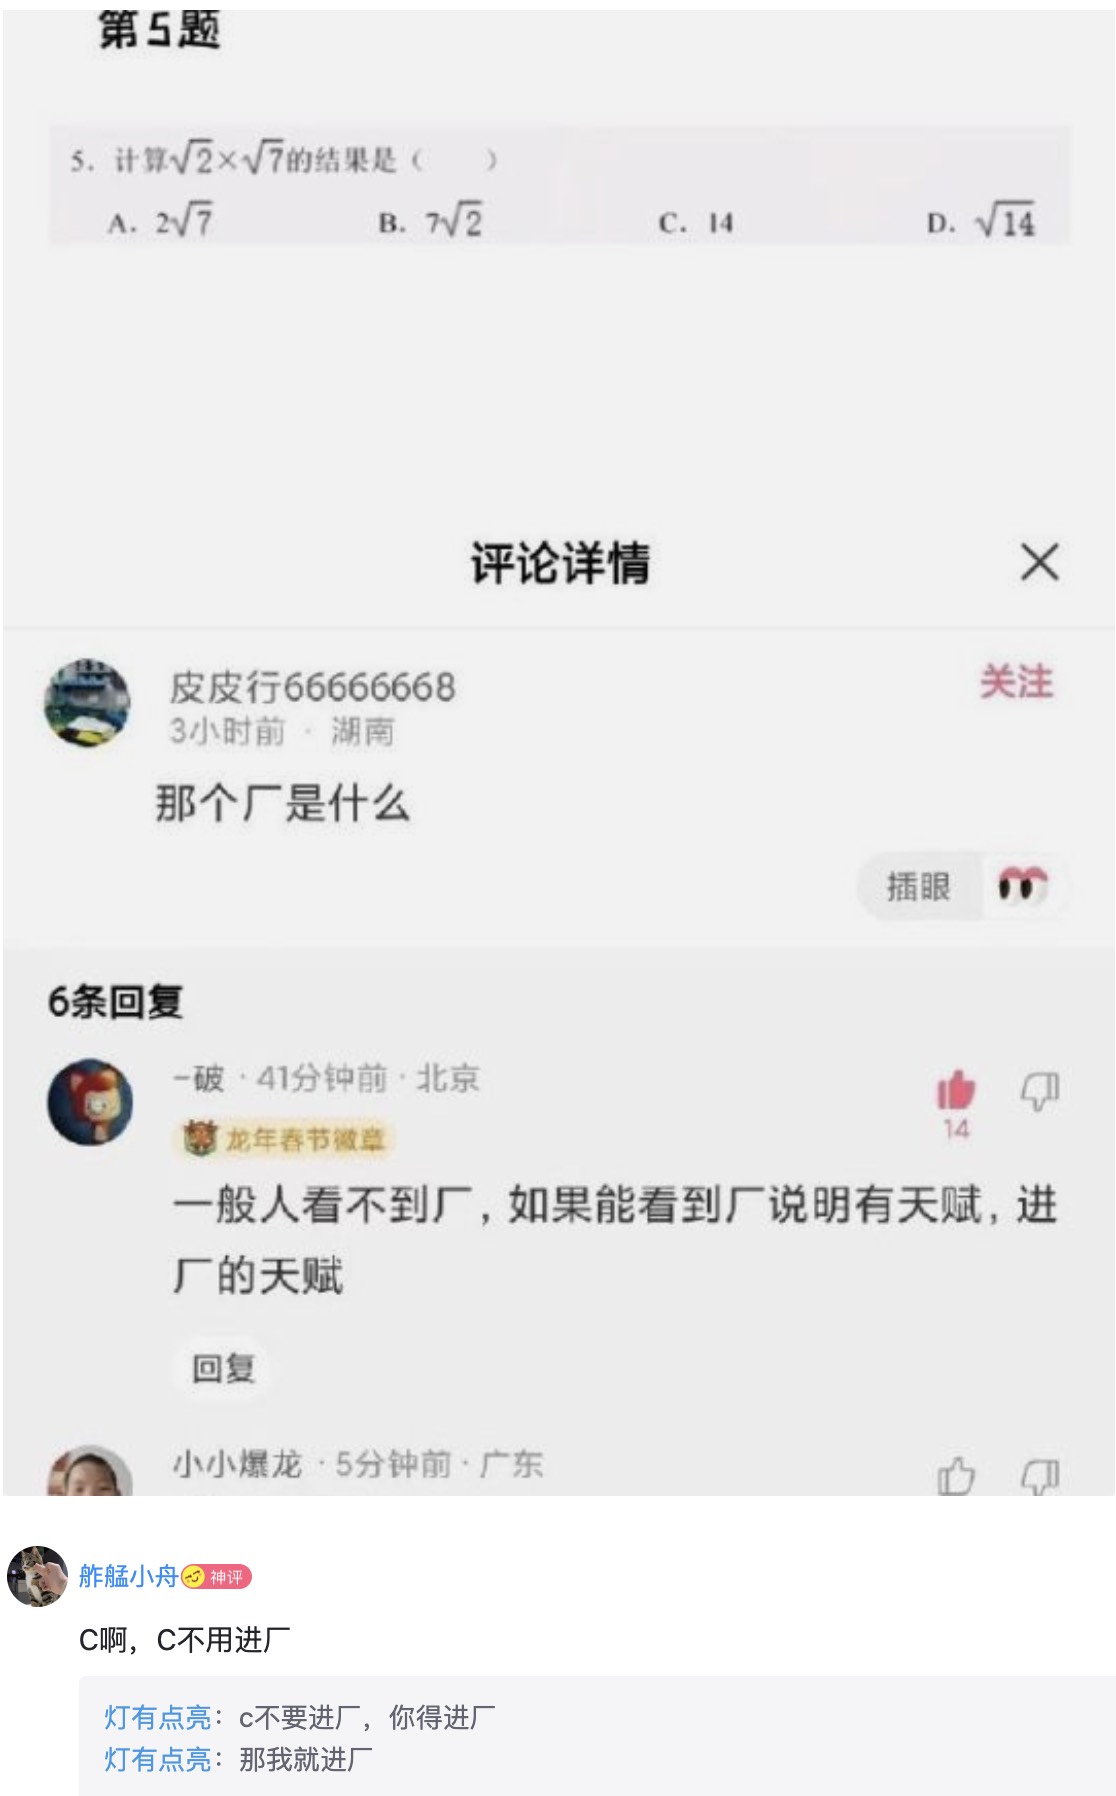 第5题
5. 计算√2×√7的结果是（　　）
A. 2√7 B. 7√2 C. 14 D. √14
评论详情
皮皮行66666668
关注
3小时前 · 湖南
那个厂是什么
插眼
6条回复
-破 · 41分钟前 · 北京
14
龙年春节徽章
一般人看不到厂，如果能看到厂说明有天赋，进
厂的天赋
回复
小小爆龙 · 5分钟前 · 广东
舴艋小舟 神评
C啊，C不用进厂
灯有点亮：c不要进厂，你得进厂
灯有点亮：那我就进厂